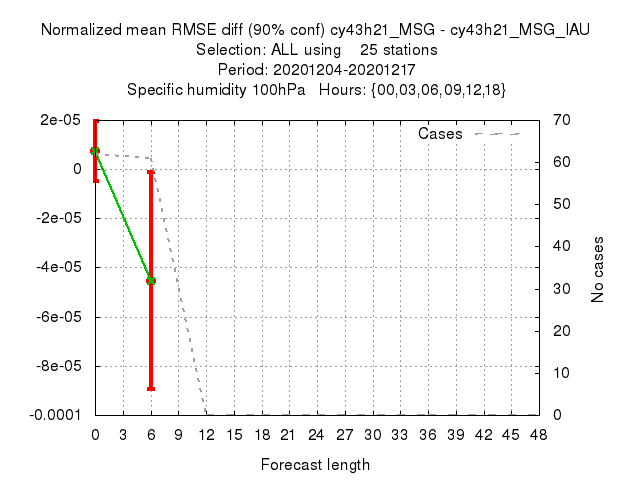 Normalized mean RMSE diff (90% conf) cy43h21_MSG - cy43h21_MSG_IAU
Selection: ALL using    25 stations
Period: 20201204-20201217
Specific humidity 100hPa   Hours: {00,03,06,09,12,18}
Cases
2e-05
0
-2e-05
-4e-05
-6e-05
-8e-05
-0.0001
70
60
50
40
30
20
10
0
No cases
0 3 6 9 12 15 18 21 24 27 30 33 36 39 42 45 48
Forecast length